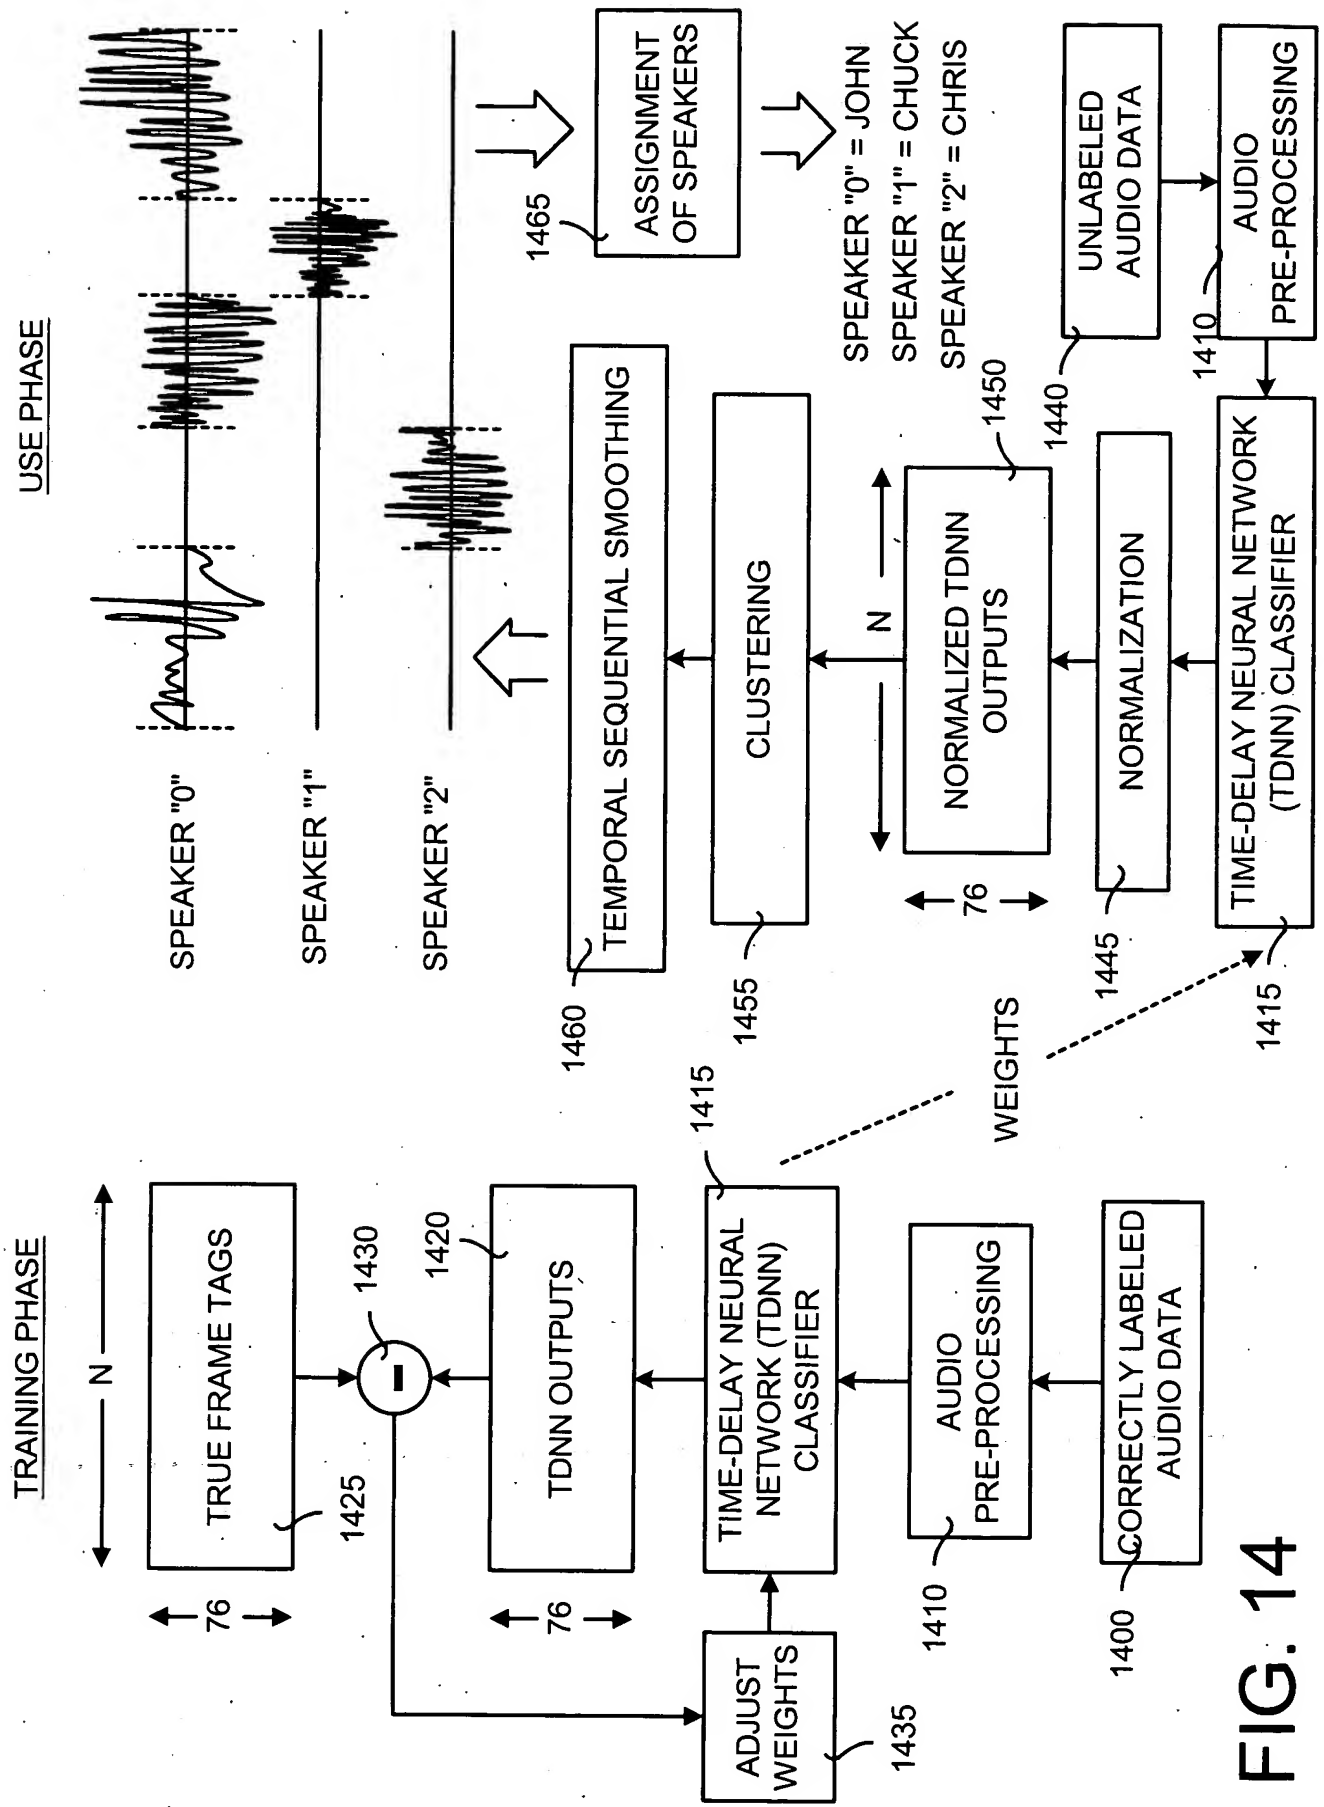 TRAINING PHASE
N
TRUE FRAME TAGS
76
1425
1430
1420
TDNN OUTPUTS
76
1415
TIME-DELAY NEURAL
NETWORK (TDNN)
CLASSIFIER
ADJUST
WEIGHTS
1435
AUDIO
PRE-PROCESSING
1410
CORRECTLY LABELED
AUDIO DATA
1400
WEIGHTS
FIG. 14
USE PHASE
SPEAKER "0"
SPEAKER "1"
SPEAKER "2"
1465
ASSIGNMENT
OF SPEAKERS
SPEAKER "0" = JOHN
SPEAKER "1" = CHUCK
SPEAKER "2" = CHRIS
TEMPORAL SEQUENTIAL SMOOTHING
1460
CLUSTERING
1455
N
1450
NORMALIZED TDNN
OUTPUTS
76
NORMALIZATION
1445
TIME-DELAY NEURAL NETWORK
(TDNN) CLASSIFIER
1415
UNLABELED
AUDIO DATA
1440
AUDIO
PRE-PROCESSING
1410